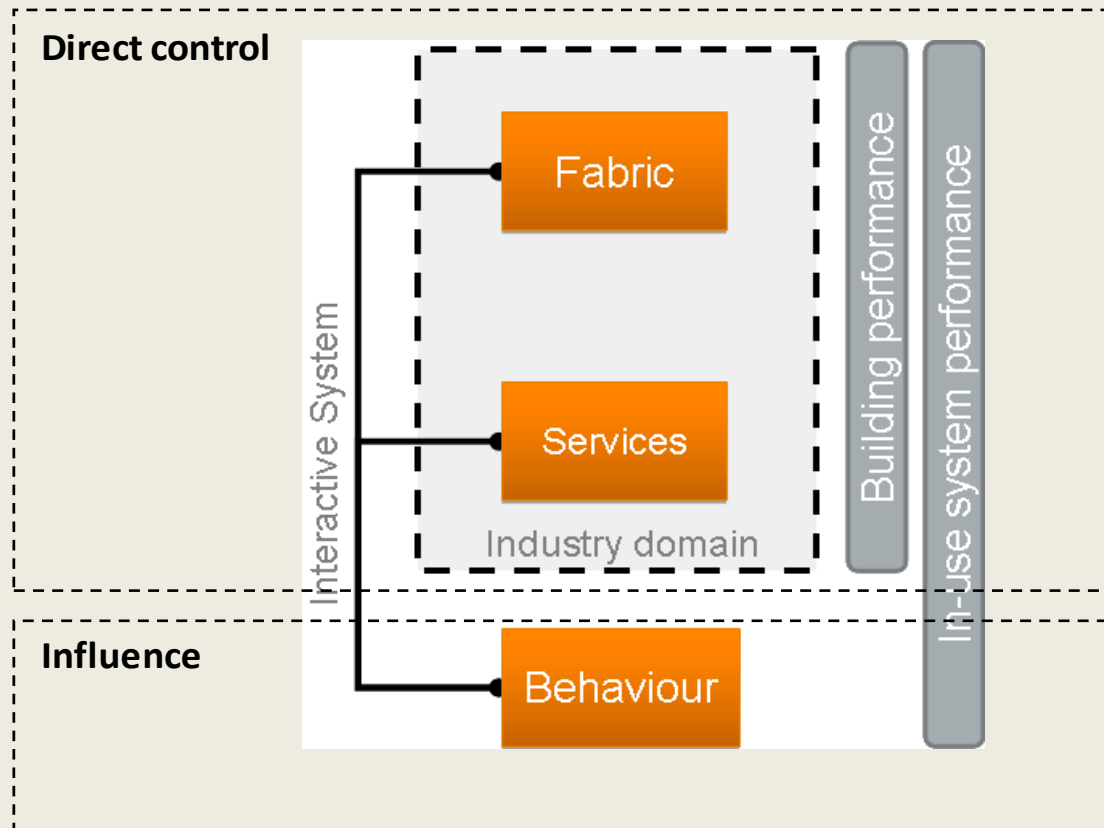 Direct control
Fabric
Services
Industry domain
Interactive System
Building performance
In-use system performance
Influence
Behaviour